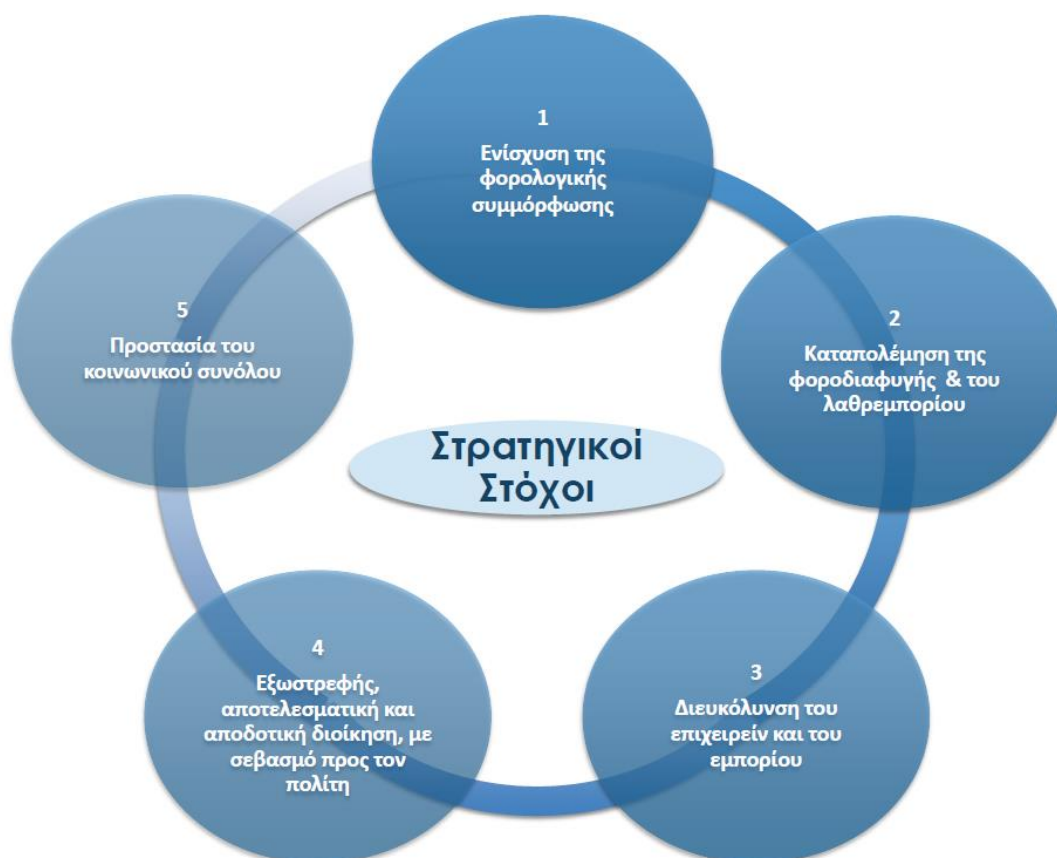 1
Ενίσχυση της
φορολογικής
συμμόρφωσης
2
Καταπολέμηση της
φοροδιαφυγής & του
λαθρεμπορίου
3
Διευκόλυνση του
επιχειρείν και του
εμπορίου
4
Εξωστρεφής,
αποτελεσματική και
αποδοτική διοίκηση, με
σεβασμό προς τον
πολίτη
5
Προστασία του
κοινωνικού συνόλου
Στρατηγικοί
Στόχοι